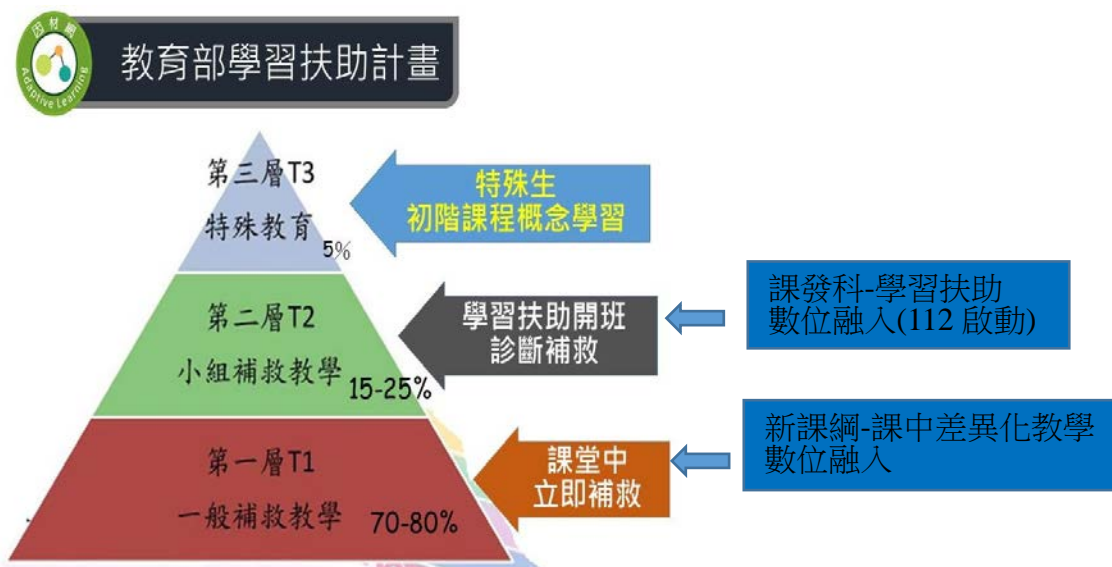 因材網
Adaptive Learning
教育部學習扶助計畫
第三層T3
特殊教育
5%
特殊生
初階課程概念學習
第二層T2
小組補救教學
15-25%
學習扶助開班
診斷補救
課發科-學習扶助
數位融入(112 啟動)
第一層T1
一般補救教學
70-80%
課堂中
立即補救
新課綱-課中差異化教學
數位融入